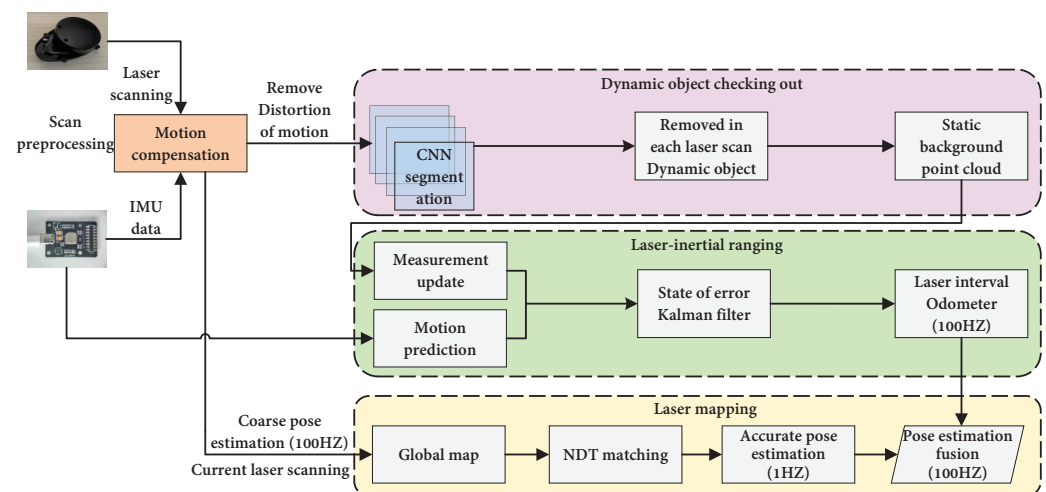 Laser
scanning
Scan
preprocessing
Motion
compensation
IMU
data
Remove
Distortion
of motion
Dynamic object checking out
CNN
segment
ation
Removed in
each laser scan
Dynamic object
Static
background
point cloud
Laser-inertial ranging
Measurement
update
Motion
prediction
State of error
Kalman filter
Laser interval
Odometer
(100HZ)
Laser mapping
Coarse pose
estimation (100HZ)
Current laser scanning
Global map
NDT matching
Accurate pose
estimation
(1HZ)
Pose estimation
fusion
(100HZ)